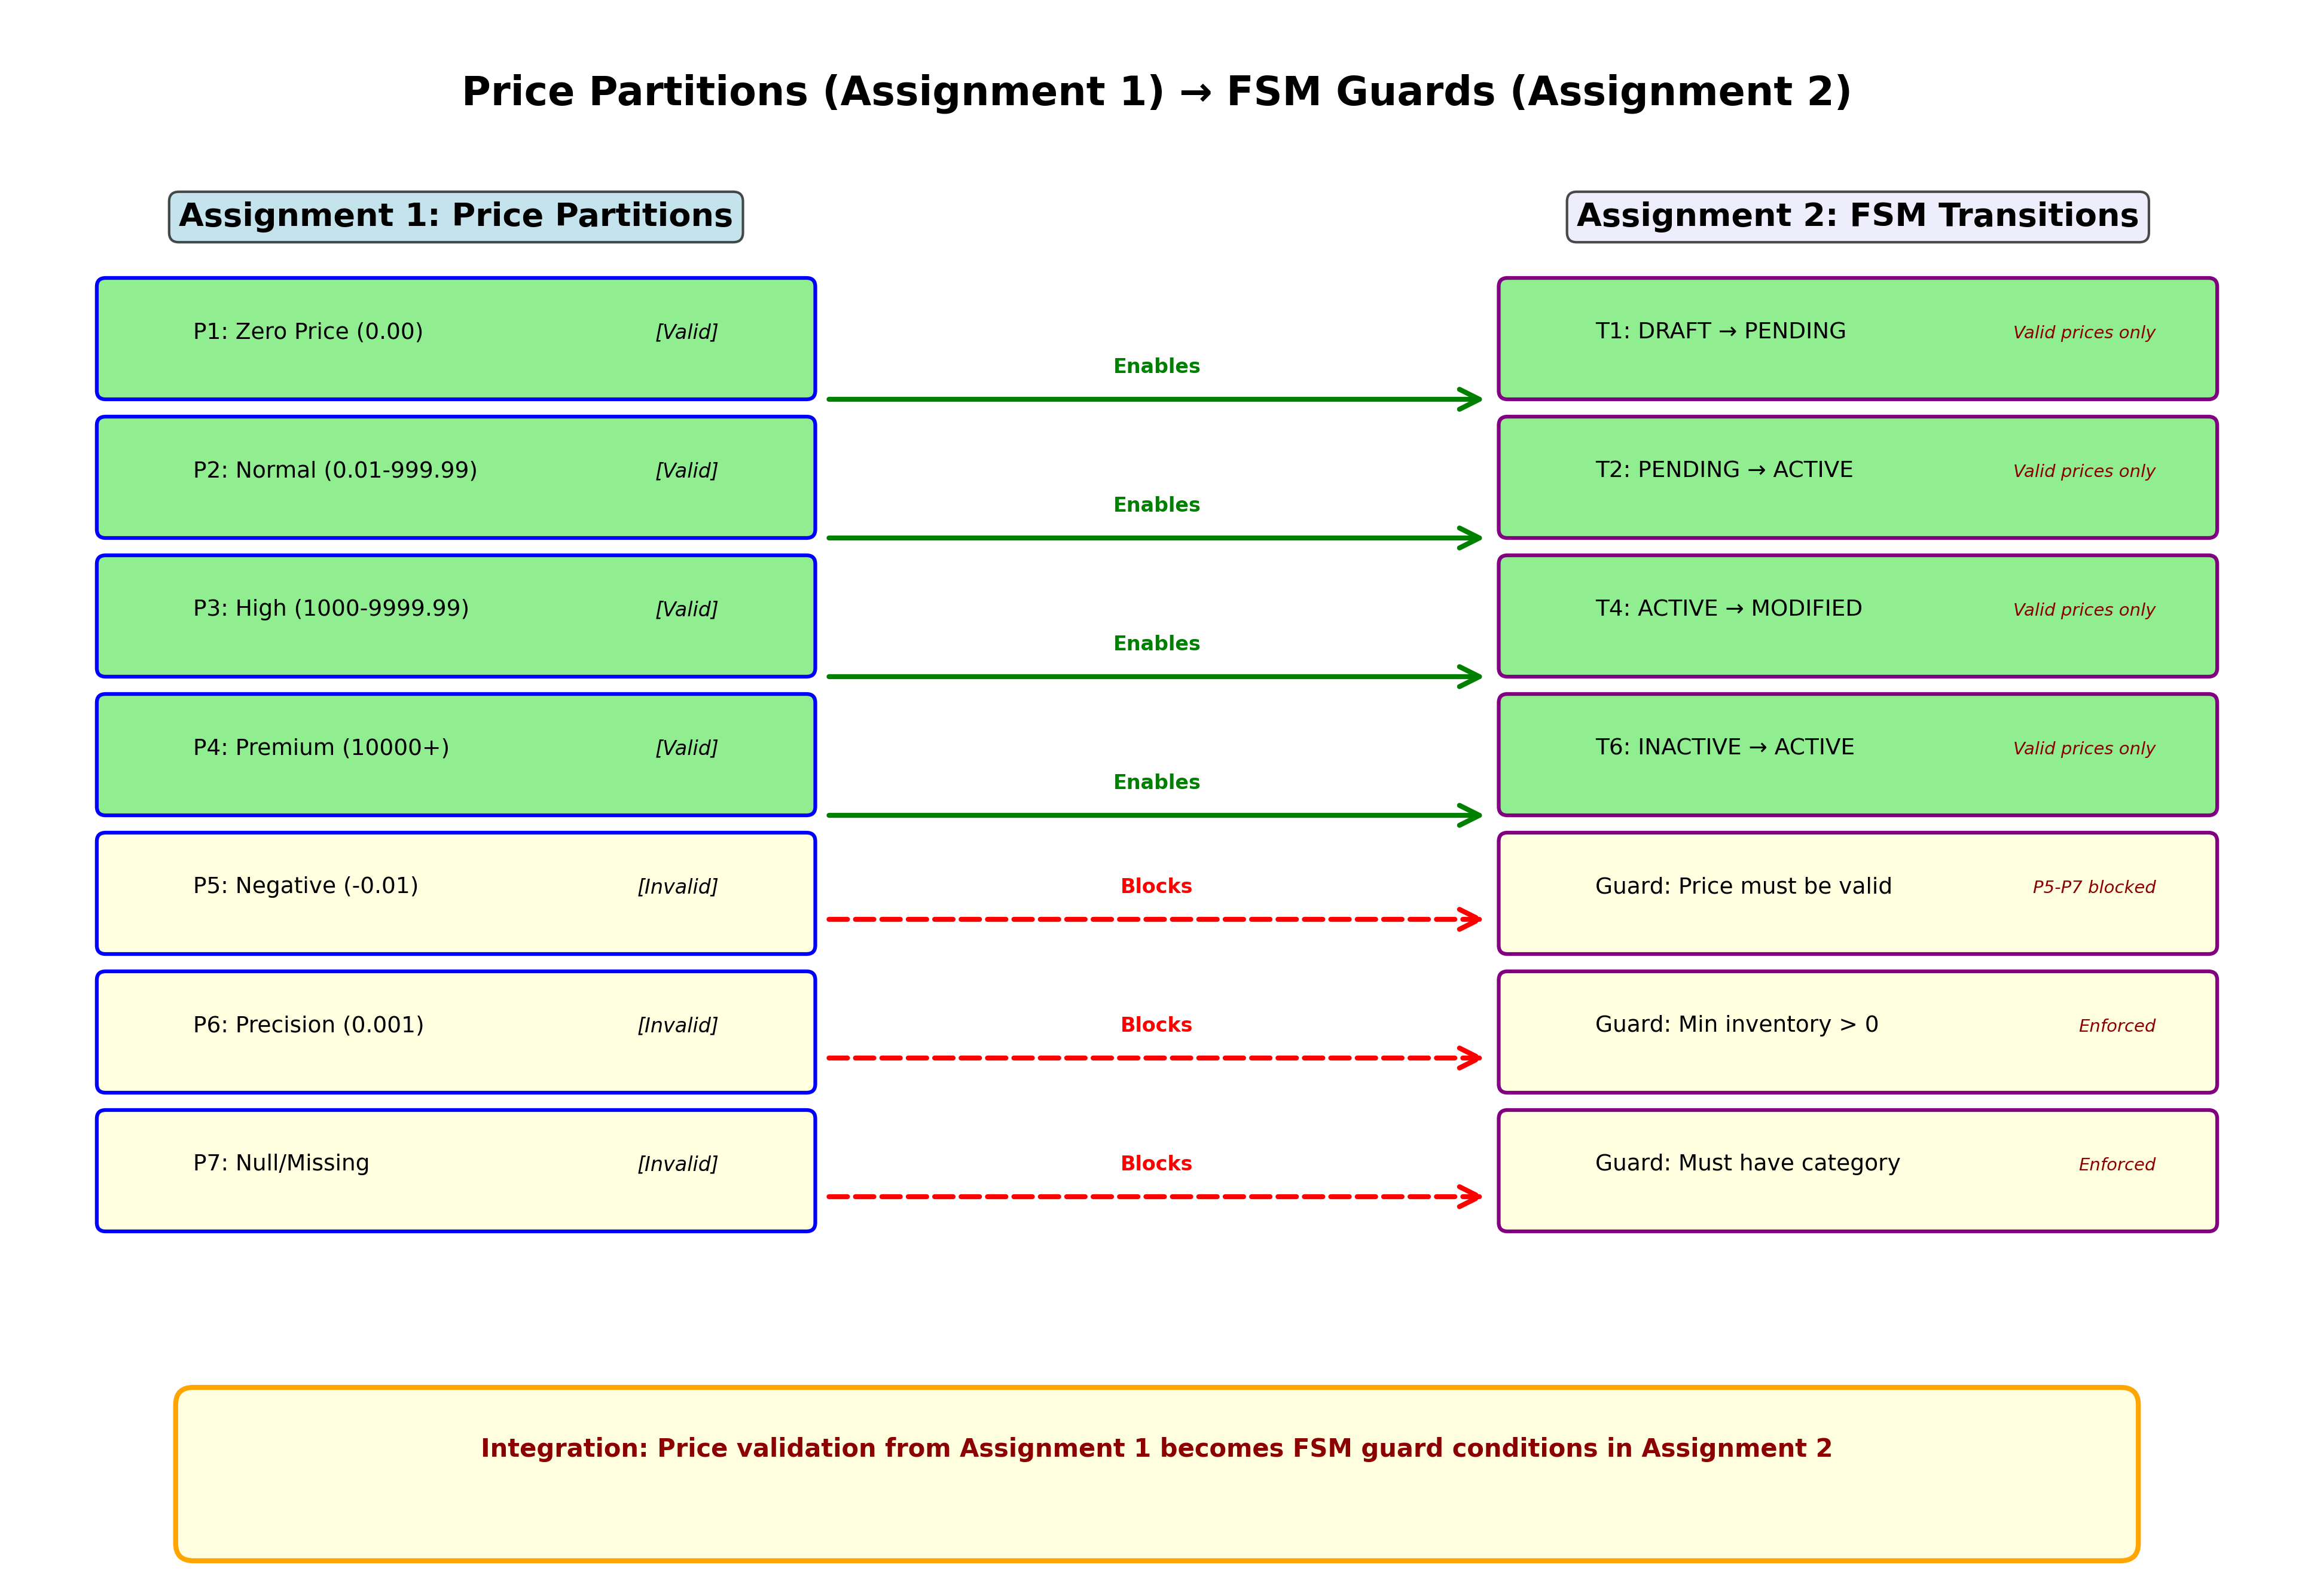 Price Partitions (Assignment 1) → FSM Guards (Assignment 2)
Assignment 1: Price Partitions
Assignment 2: FSM Transitions
P1: Zero Price (0.00) [Valid]
Enables
T1: DRAFT → PENDING Valid prices only
P2: Normal (0.01-999.99) [Valid]
Enables
T2: PENDING → ACTIVE Valid prices only
P3: High (1000-9999.99) [Valid]
Enables
T4: ACTIVE → MODIFIED Valid prices only
P4: Premium (10000+) [Valid]
Enables
T6: INACTIVE → ACTIVE Valid prices only
P5: Negative (-0.01) [Invalid]
Blocks
Guard: Price must be valid P5-P7 blocked
P6: Precision (0.001) [Invalid]
Blocks
Guard: Min inventory > 0 Enforced
P7: Null/Missing [Invalid]
Blocks
Guard: Must have category Enforced
Integration: Price validation from Assignment 1 becomes FSM guard conditions in Assignment 2